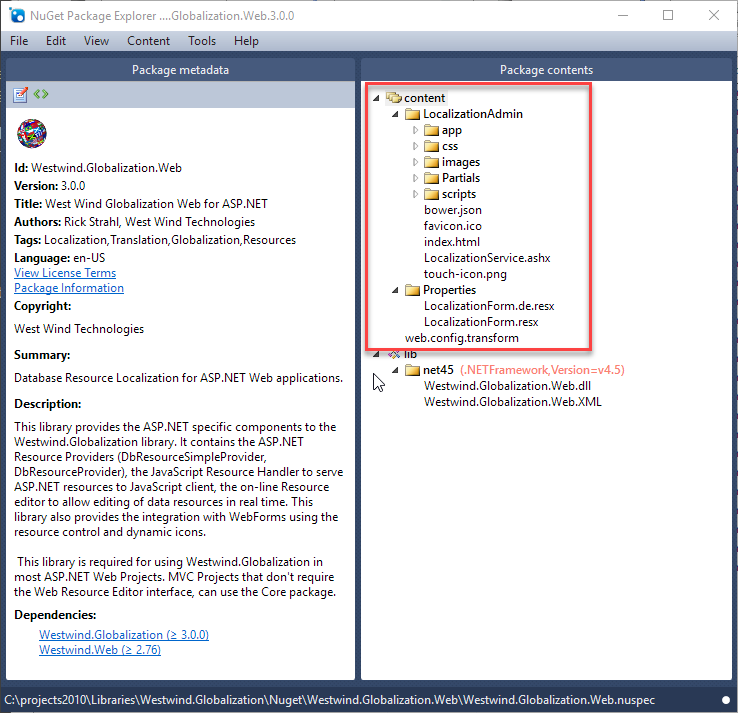 NuGet Package Explorer ....Globalization.Web.3.0.0
File Edit View Content Tools Help
Package metadata
Id: Westwind.Globalization.Web
Version: 3.0.0
Title: West Wind Globalization Web for ASP.NET
Authors: Rick Strahl, West Wind Technologies
Tags: Localization,Translation,Globalization,Resources
Language: en-US
View License Terms
Package Information
Copyright:
West Wind Technologies
Summary:
Database Resource Localization for ASP.NET Web applications.
Description:
This library provides the ASP.NET specific components to the
Westwind.Globalization library. It contains the ASP.NET
Resource Providers (DbResourceSimpleProvider,
DbResourceProvider), the JavaScript Resource Handler to serve
ASP.NET resources to JavaScript client, the on-line Resource
editor to allow editing of data resources in real time. This
library also provides the integration with WebForms using the
resource control and dynamic icons.
This library is required for using Westwind.Globalization in
most ASP.NET Web Projects. MVC Projects that don't require
the Web Resource Editor interface, can use the Core package.
Dependencies:
Westwind.Globalization (≥ 3.0.0)
Westwind.Web (≥ 2.76)
Package contents
content
LocalizationAdmin
app
css
images
Partials
scripts
bower.json
favicon.ico
index.html
LocalizationService.ashx
touch-icon.png
Properties
LocalizationForm.de.resx
LocalizationForm.resx
web.config.transform
lib
net45 (.NETFramework,Version=v4.5)
Westwind.Globalization.Web.dll
Westwind.Globalization.Web.XML
C:\projects2010\Libraries\Westwind.Globalization\Nuget\Westwind.Globalization.Web\Westwind.Globalization.Web.nuspec